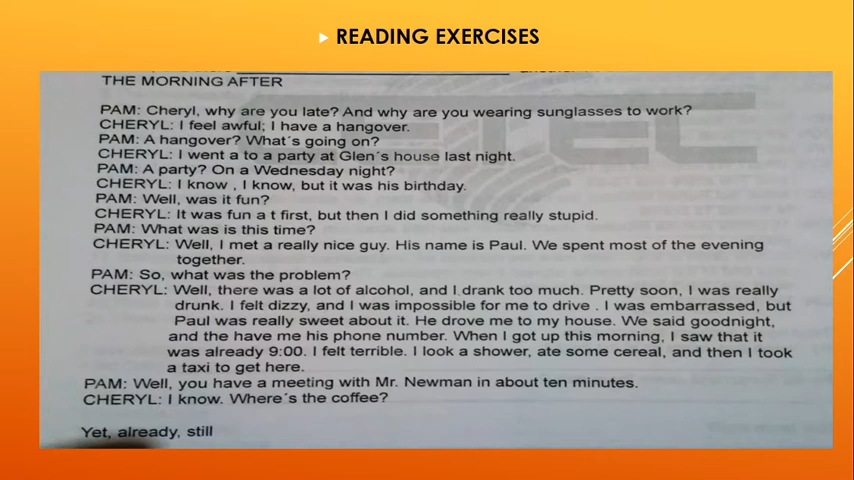 READING EXERCISES
THE MORNING AFTER
PAM: Cheryl, why are you late? And why are you wearing sunglasses to work?
CHERYL: I feel awful; I have a hangover.
PAM: A hangover? What´s going on?
CHERYL: I went a to a party at Glen´s house last night.
PAM: A party? On a Wednesday night?
CHERYL: I know , I know, but it was his birthday.
PAM: Well, was it fun?
CHERYL: It was fun a t first, but then I did something really stupid.
PAM: What was is this time?
CHERYL: Well, I met a really nice guy. His name is Paul. We spent most of the evening
together.
PAM: So, what was the problem?
CHERYL: Well, there was a lot of alcohol, and I drank too much. Pretty soon, I was really
drunk. I felt dizzy, and I was impossible for me to drive . I was embarrassed, but
Paul was really sweet about it. He drove me to my house. We said goodnight,
and the have me his phone number. When I got up this morning, I saw that it
was already 9:00. I felt terrible. I look a shower, ate some cereal, and then I took
a taxi to get here.
PAM: Well, you have a meeting with Mr. Newman in about ten minutes.
CHERYL: I know. Where´s the coffee?
Yet, already, still